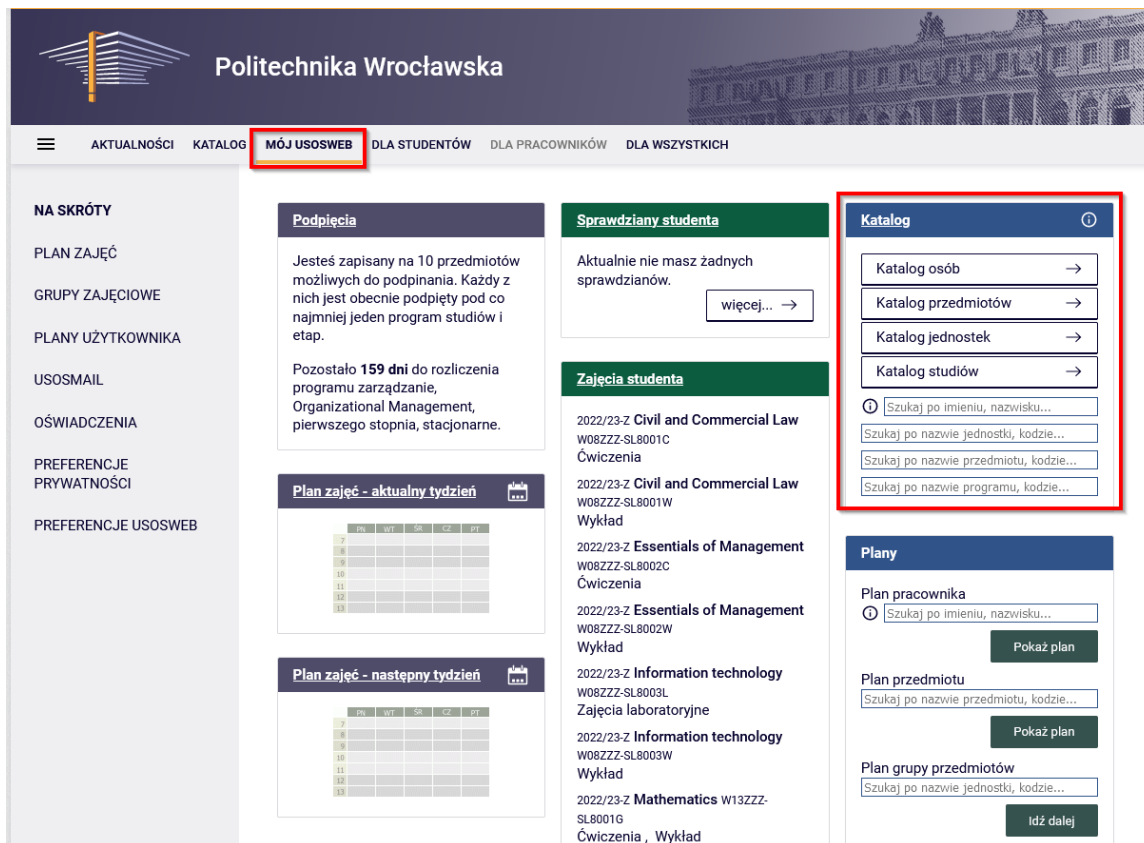 Politechnika Wrocławska
AKTUALNOŚCI KATALOG MÓJ USOSWEB DLA STUDENTÓW DLA PRACOWNIKÓW DLA WSZYSTKICH
NA SKRÓTY
PLAN ZAJĘĆ
GRUPY ZAJĘCIOWE
PLANY UŻYTKOWNIKA
USOSMAIL
OŚWIADCZENIA
PREFERENCJE
PRYWATNOŚCI
PREFERENCJE USOSWEB
Podpięcia
Jesteś zapisany na 10 przedmiotów
możliwych do podpinania. Każdy z
nich jest obecnie podpięty pod co
najmniej jeden program studiów i
etap.
Pozostało 159 dni do rozliczenia
programu zarządzanie,
Organizational Management,
pierwszego stopnia, stacjonarne.
Plan zajęć - aktualny tydzień
PN WT ŚR CZ PT
7
8
9
10
11
12
13
Plan zajęć - następny tydzień
PN WT ŚR CZ PT
7
8
9
10
11
12
13
Sprawdziany studenta
Aktualnie nie masz żadnych
sprawdzianów.
więcej... →
Zajęcia studenta
2022/23-Z Civil and Commercial Law
W08ZZZ-SL8001C
Ćwiczenia
2022/23-Z Civil and Commercial Law
W08ZZZ-SL8001W
Wykład
2022/23-Z Essentials of Management
W08ZZZ-SL8002C
Ćwiczenia
2022/23-Z Essentials of Management
W08ZZZ-SL8002W
Wykład
2022/23-Z Information technology
W08ZZZ-SL8003L
Zajęcia laboratoryjne
2022/23-Z Information technology
W08ZZZ-SL8003W
Wykład
2022/23-Z Mathematics W13ZZZ-
SL8001G
Ćwiczenia , Wykład
Katalog
Katalog osób →
Katalog przedmiotów →
Katalog jednostek →
Katalog studiów →
Szukaj po imieniu, nazwisku...
Szukaj po nazwie jednostki, kodzie...
Szukaj po nazwie przedmiotu, kodzie...
Szukaj po nazwie programu, kodzie...
Plany
Plan pracownika
Szukaj po imieniu, nazwisku...
Pokaż plan
Plan przedmiotu
Szukaj po nazwie przedmiotu, kodzie...
Pokaż plan
Plan grupy przedmiotów
Szukaj po nazwie jednostki, kodzie...
Idź dalej